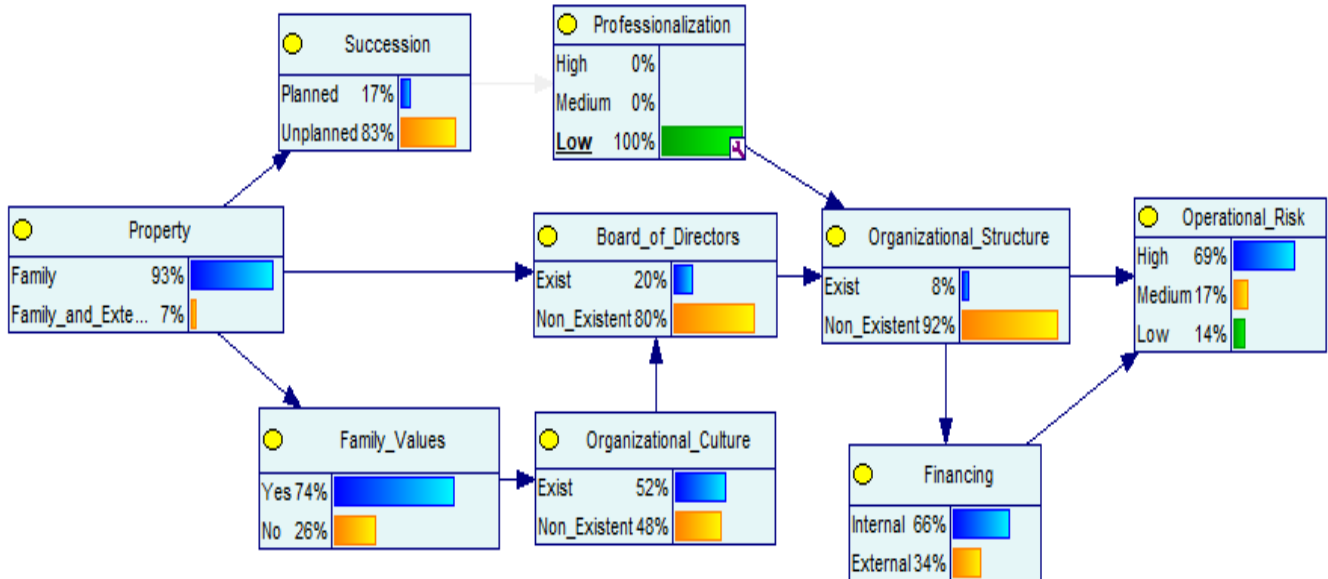 Succession
Planned 17%
Unplanned 83%
Professionalization
High 0%
Medium 0%
Low 100%
Property
Family 93%
Family_and_Exte... 7%
Board_of_Directors
Exist 20%
Non_Existent 80%
Organizational_Structure
Exist 8%
Non_Existent 92%
Operational_Risk
High 69%
Medium 17%
Low 14%
Family_Values
Yes 74%
No 26%
Organizational_Culture
Exist 52%
Non_Existent 48%
Financing
Internal 66%
External 34%